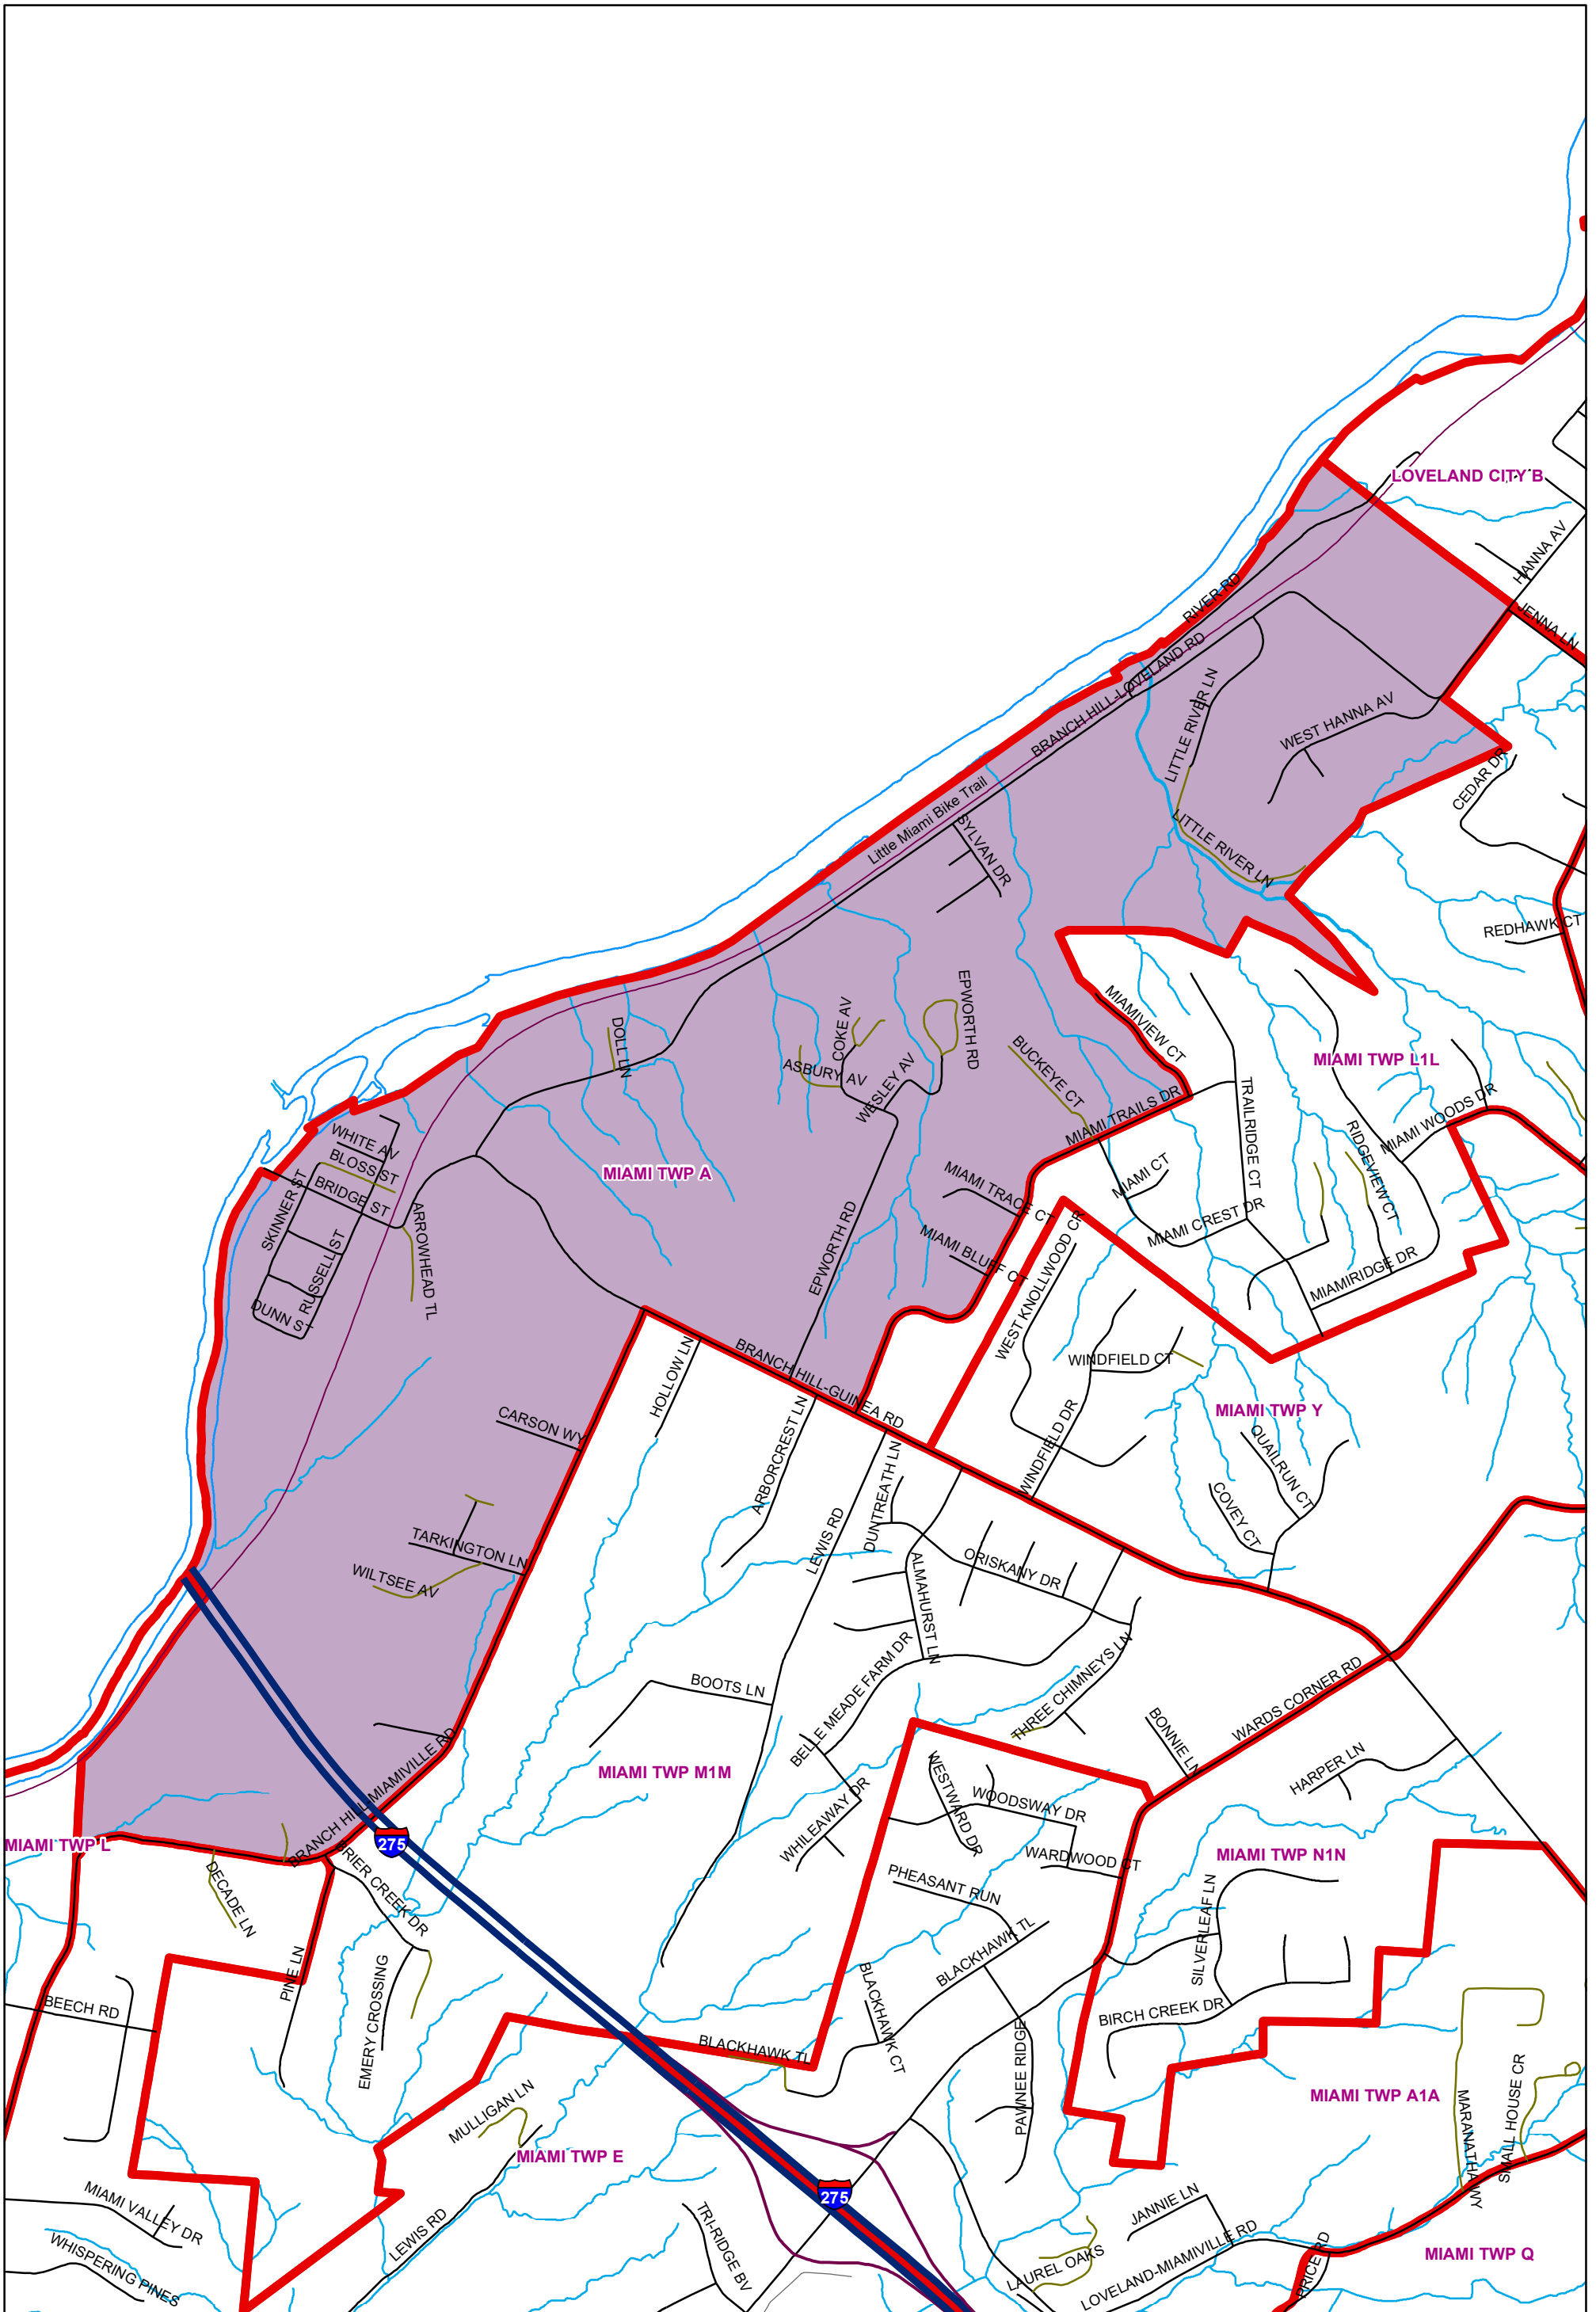 LOVELAND CITY B
HANNA AV
JENNA LN
RIVER RD
BRANCH HILL-LOVELAND RD
LITTLE RIVER LN
WEST HANNA AV
CEDAR DR
Little Miami Bike Trail
SYLVAN DR
LITTLE RIVER LN
REDHAWK CT
EPWORTH RD
MIAMIVIEW CT
DOLL LN
COKE AV
ASBURY AV
WESLEY AV
BUCKEYE CT
MIAMI TWP L1L
MIAMI TRAILS DR
TRAILRIDGE CT
MIAMI WOODS DR
RIDGEVIEW CT
WHITE AV
BLOSS ST
BRIDGE ST
SKINNER ST
RUSSELL ST
DUNN ST
ARROWHEAD TL
MIAMI TWP A
MIAMI CT
MIAMI TRACE CT
MIAMI CREST DR
MIAMI BLUFF CT
EPWORTH RD
WEST KNOLLWOOD CR
MIAMIRIDGE DR
HOLLOW LN
BRANCH HILL-GUINEA RD
WINDFIELD CT
CARSON WY
ARBORCREST LN
WINDFIELD DR
MIAMI TWP Y
QUAILRUN CT
COVEY CT
DUNTREATH LN
LEWIS RD
TARKINGTON LN
WILTSEE AV
ORISKANY DR
ALMAHURST LN
BELLE MEADE FARM DR
THREE CHIMNEYS LN
BOOTS LN
BONNIE LN
WARDS CORNER RD
HARPER LN
MIAMI TWP M1M
WHILEAWAY DR
WESTWARD DR
WOODSWAY DR
WARDWOOD CT
PHEASANT RUN
BRANCH HILL-MIAMIVILLE RD
275
MIAMI TWP L
DECADE LN
BRIER CREEK DR
MIAMI TWP N1N
SILVERLEAF LN
BLACKHAWK TL
BLACKHAWK CT
BIRCH CREEK DR
PINE LN
EMERY CROSSING
BEECH RD
BLACKHAWK TL
PAWNEE RIDGE
MULLIGAN LN
MIAMI TWP E
MIAMI TWP A1A
MARANATHA WY
SMALL HOUSE CR
275
MIAMI VALLEY DR
WHISPERING PINES
LEWIS RD
TRI-RIDGE BV
JANNIE LN
LAUREL OAKS
LOVELAND-MIAMIVILLE RD
PRICE RD
MIAMI TWP Q